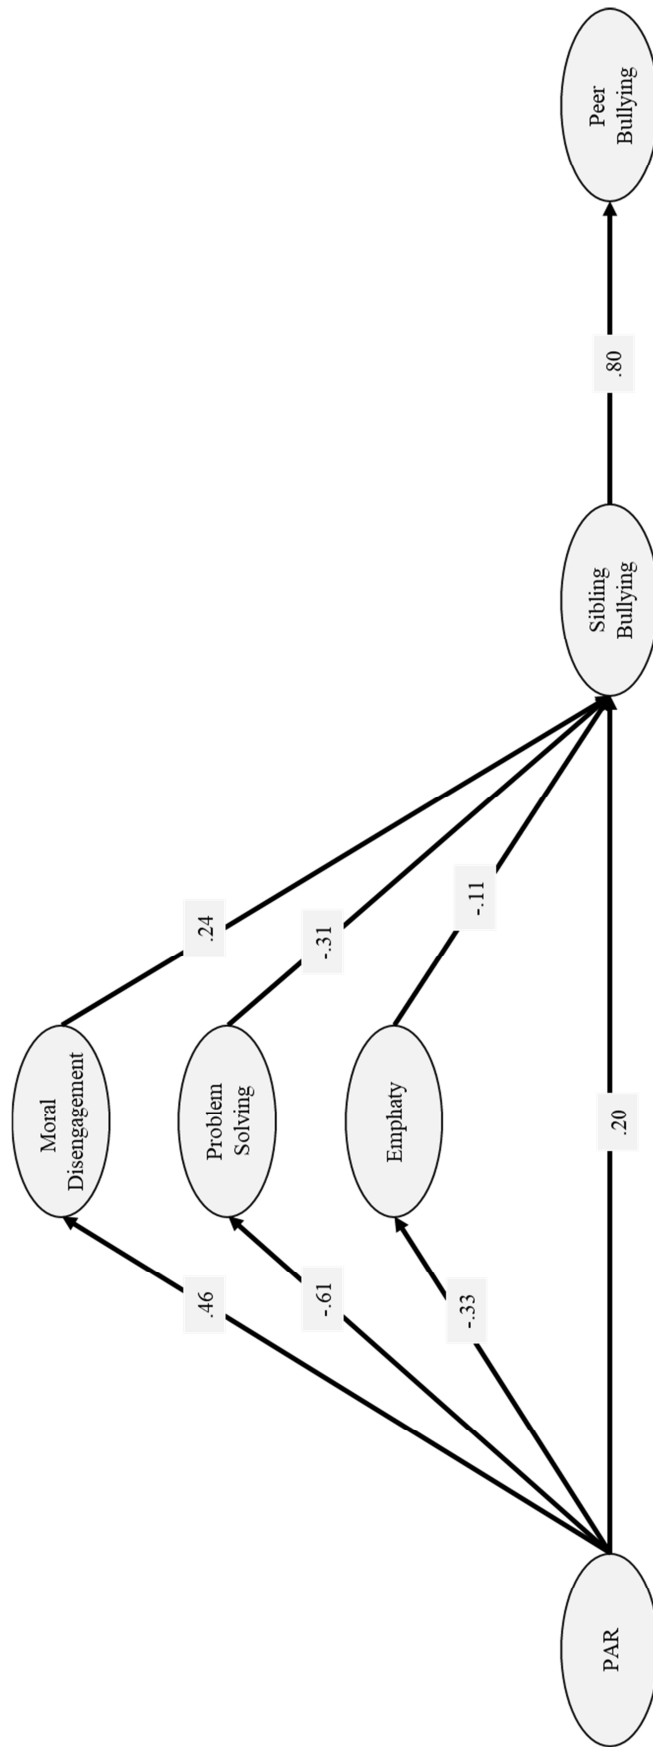 Moral
Disengagement
Problem
Solving
Emphaty
PAR
Sibling
Bullying
Peer
Bullying
.46
-.61
-.33
.20
.24
-.31
-.11
.80